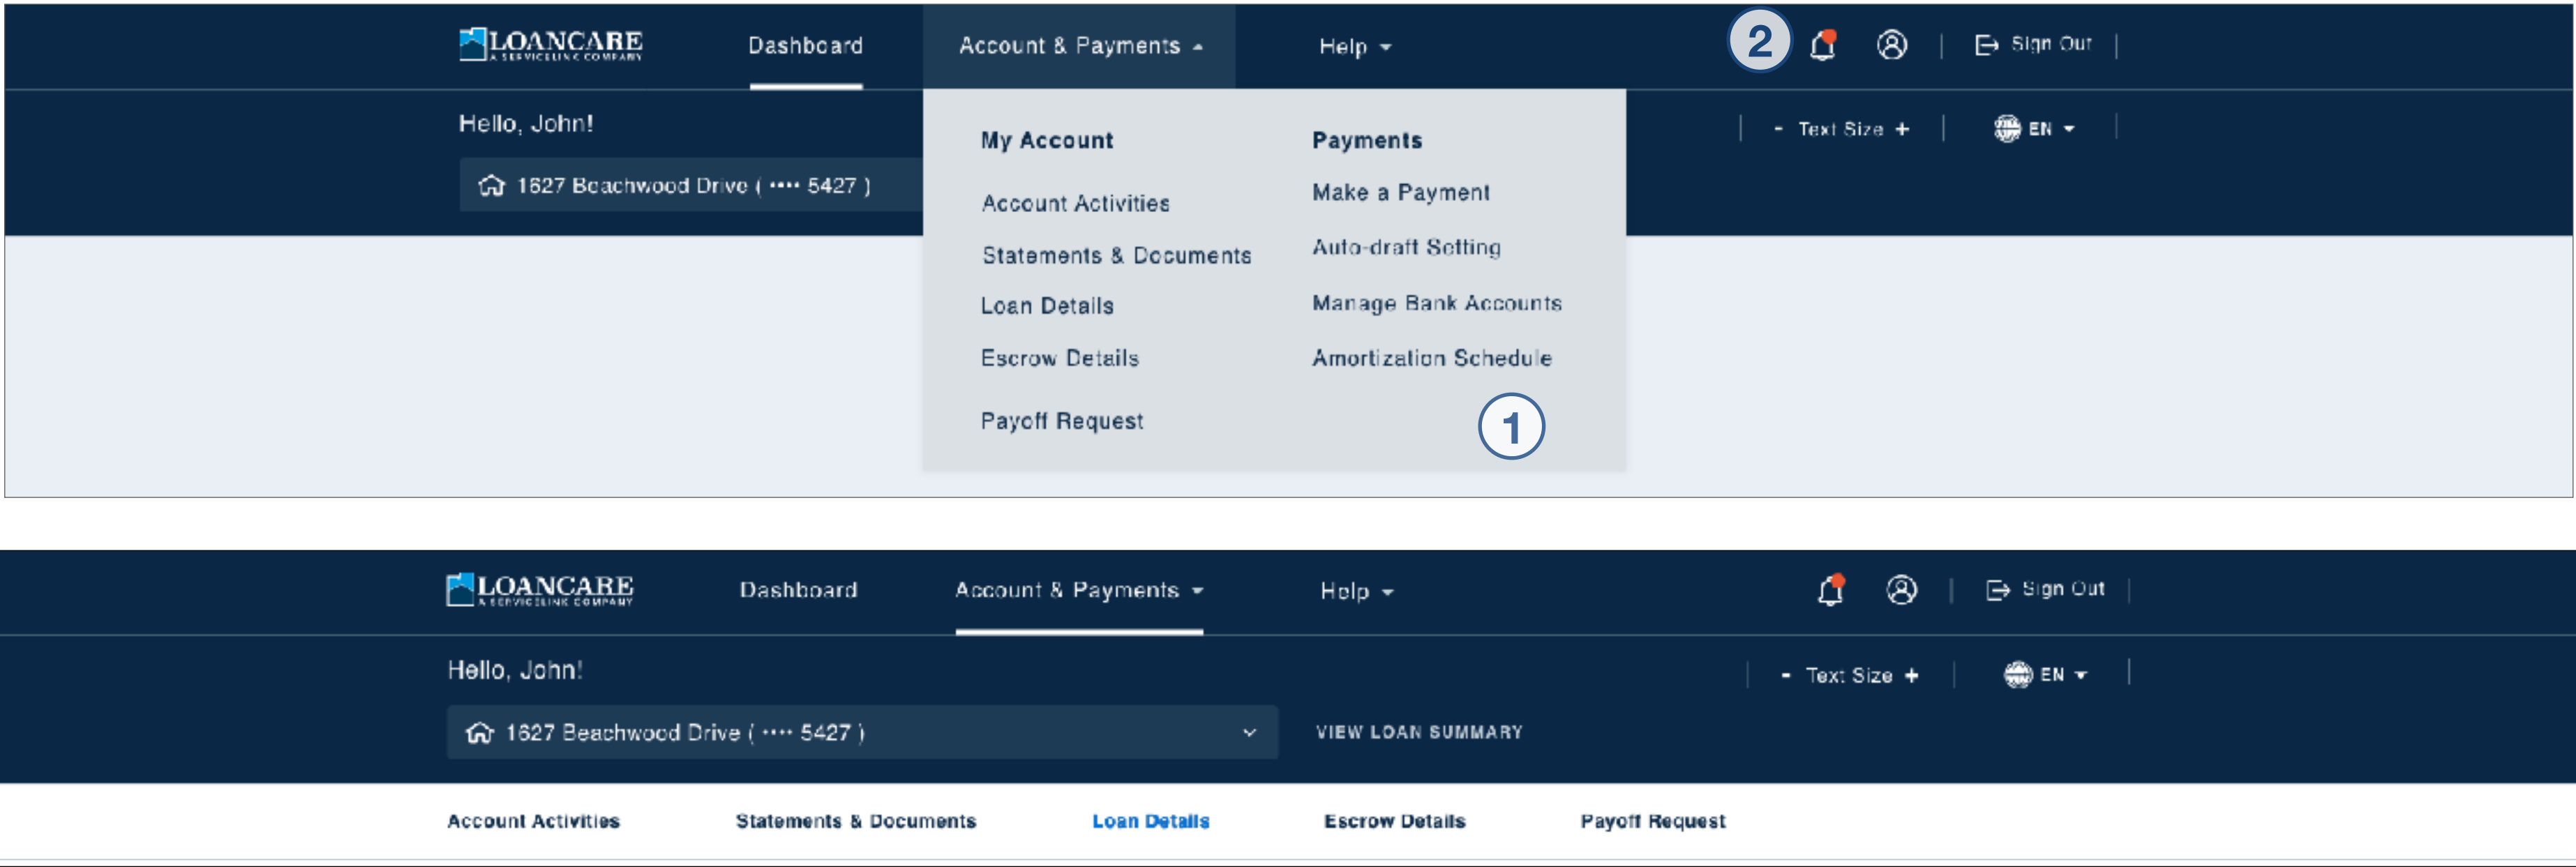 LOANCARE
A SERVICELINK COMPANY
Dashboard
Account & Payments
Help
2
Sign Out
Hello, John!
- Text Size +
EN
1627 Beachwood Drive ( •••• 5427 )
My Account
Account Activities
Statements & Documents
Loan Details
Escrow Details
Payoff Request
Payments
Make a Payment
Auto-draft Setting
Manage Bank Accounts
Amortization Schedule
1
LOANCARE
A SERVICELINK COMPANY
Dashboard
Account & Payments
Help
Sign Out
Hello, John!
- Text Size +
EN
1627 Beachwood Drive ( •••• 5427 )
VIEW LOAN SUMMARY
Account Activities
Statements & Documents
Loan Details
Escrow Details
Payoff Request